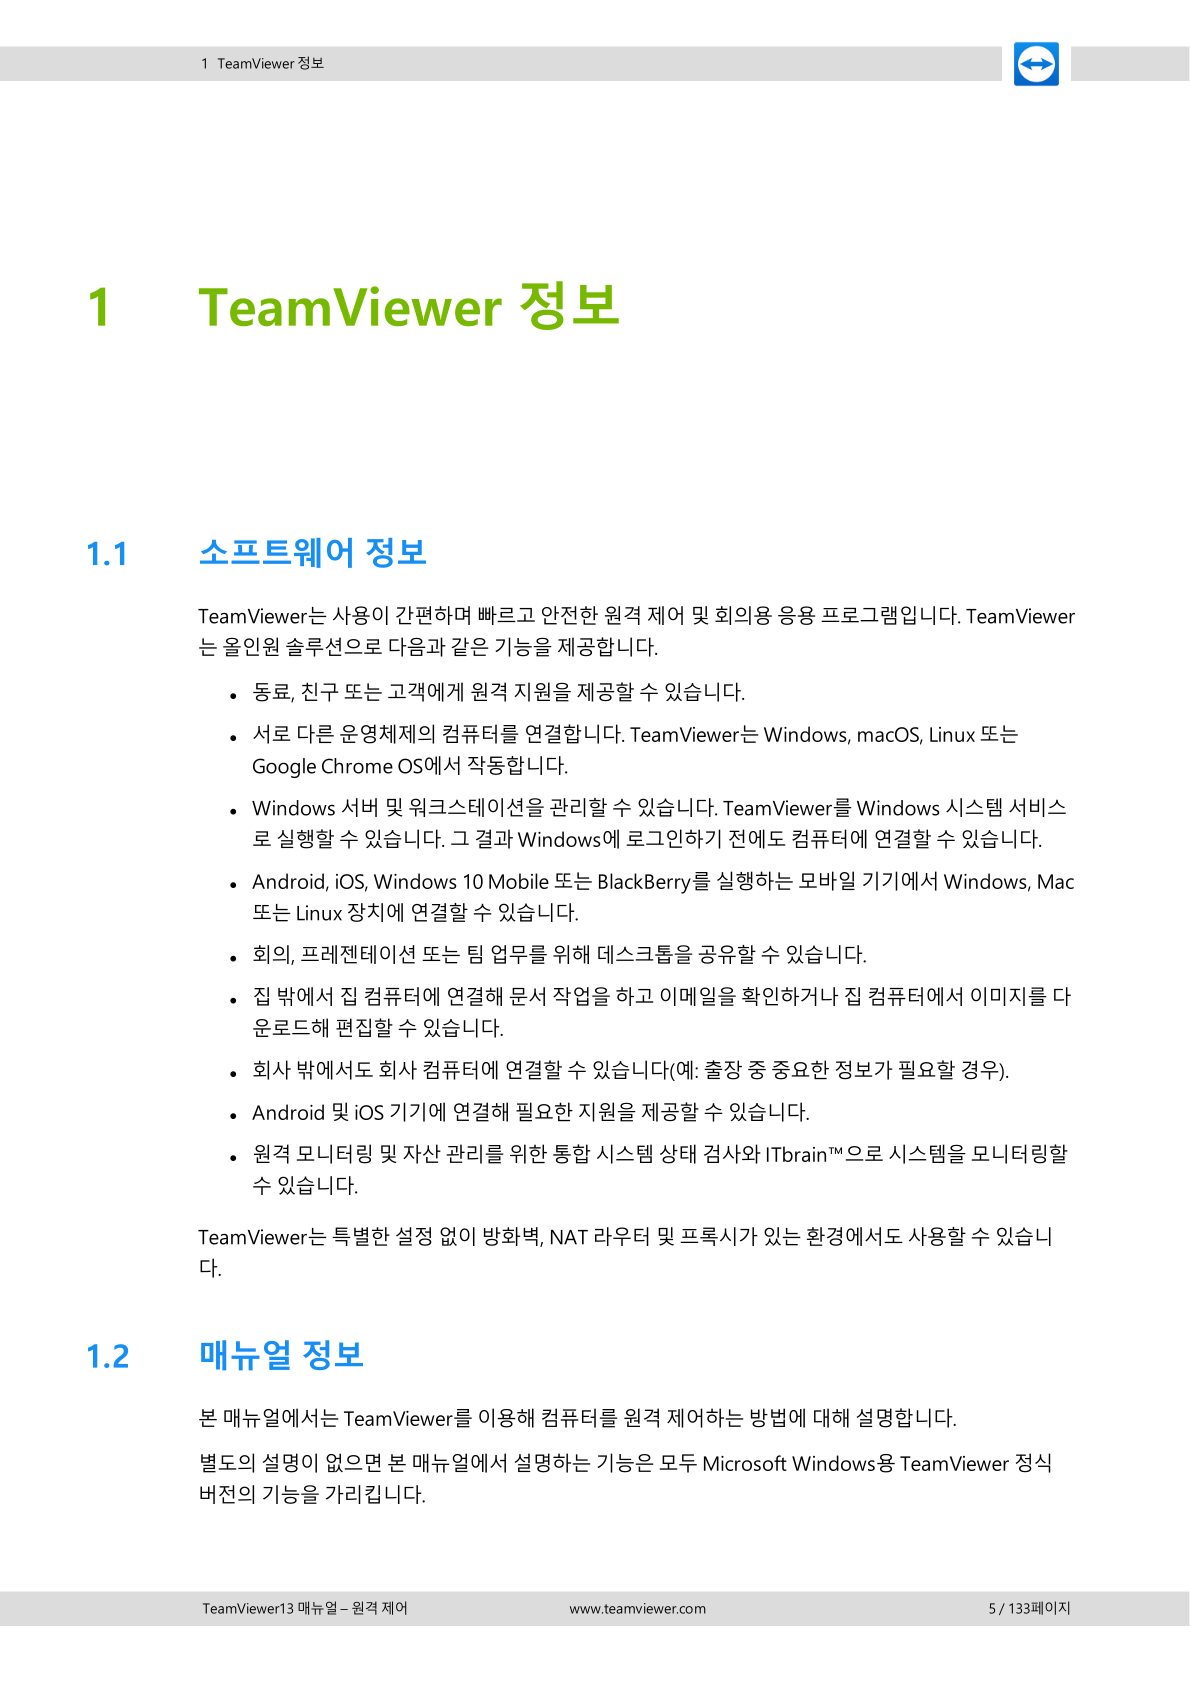 1 TeamViewer 정보
1 TeamViewer 정보
1.1 소프트웨어 정보
TeamViewer는 사용이 간편하며 빠르고 안전한 원격 제어 및 회의용 응용 프로그램입니다. TeamViewer
는 올인원 솔루션으로 다음과 같은 기능을 제공합니다.
• 동료, 친구 또는 고객에게 원격 지원을 제공할 수 있습니다.
• 서로 다른 운영체제의 컴퓨터를 연결합니다. TeamViewer는 Windows, macOS, Linux 또는
Google Chrome OS에서 작동합니다.
• Windows 서버 및 워크스테이션을 관리할 수 있습니다. TeamViewer를 Windows 시스템 서비스
로 실행할 수 있습니다. 그 결과 Windows에 로그인하기 전에도 컴퓨터에 연결할 수 있습니다.
• Android, iOS, Windows 10 Mobile 또는 BlackBerry를 실행하는 모바일 기기에서 Windows, Mac
또는 Linux 장치에 연결할 수 있습니다.
• 회의, 프레젠테이션 또는 팀 업무를 위해 데스크톱을 공유할 수 있습니다.
• 집 밖에서 집 컴퓨터에 연결해 문서 작업을 하고 이메일을 확인하거나 집 컴퓨터에서 이미지를 다
운로드해 편집할 수 있습니다.
• 회사 밖에서도 회사 컴퓨터에 연결할 수 있습니다(예: 출장 중 중요한 정보가 필요할 경우).
• Android 및 iOS 기기에 연결해 필요한 지원을 제공할 수 있습니다.
• 원격 모니터링 및 자산 관리를 위한 통합 시스템 상태 검사와 ITbrain™으로 시스템을 모니터링할
수 있습니다.
TeamViewer는 특별한 설정 없이 방화벽, NAT 라우터 및 프록시가 있는 환경에서도 사용할 수 있습니
다.
1.2 매뉴얼 정보
본 매뉴얼에서는 TeamViewer를 이용해 컴퓨터를 원격 제어하는 방법에 대해 설명합니다.
별도의 설명이 없으면 본 매뉴얼에서 설명하는 기능은 모두 Microsoft Windows용 TeamViewer 정식
버전의 기능을 가리킵니다.
TeamViewer13 매뉴얼 – 원격 제어 www.teamviewer.com 5 / 133페이지